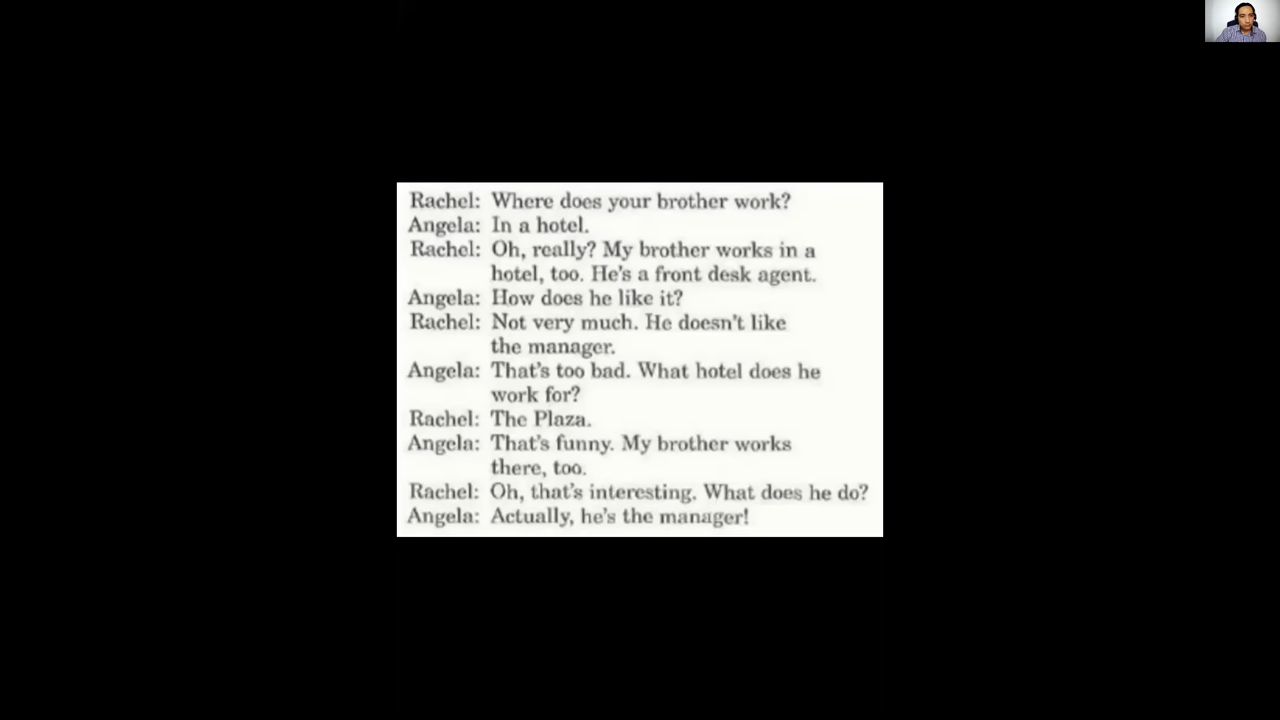 Rachel: Where does your brother work?
Angela: In a hotel.
Rachel: Oh, really? My brother works in a
hotel, too. He's a front desk agent.
Angela: How does he like it?
Rachel: Not very much. He doesn't like
the manager.
Angela: That's too bad. What hotel does he
work for?
Rachel: The Plaza.
Angela: That's funny. My brother works
there, too.
Rachel: Oh, that's interesting. What does he do?
Angela: Actually, he's the manager!